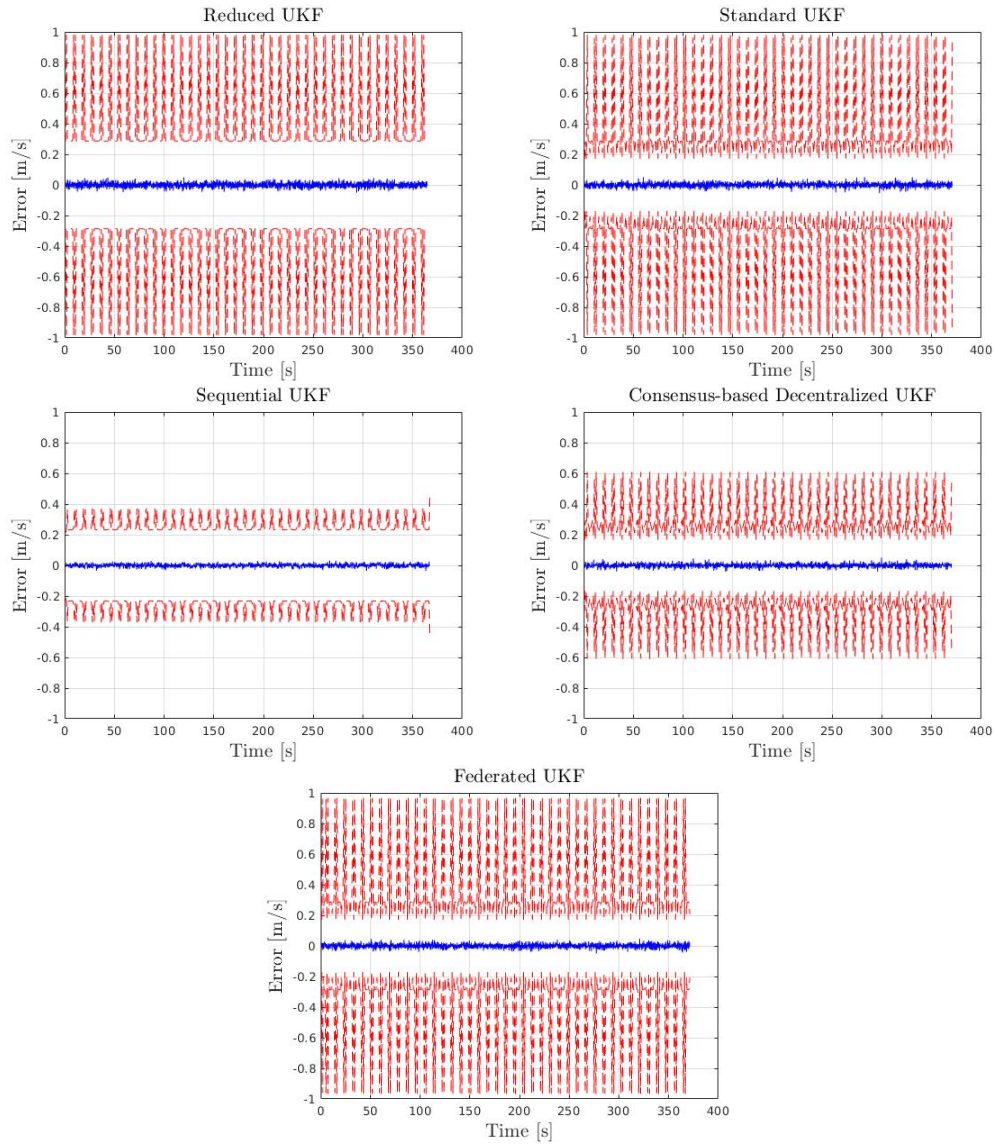 Reduced UKF
Error [m/s]
1
0.8
0.6
0.4
0.2
0
-0.2
-0.4
-0.6
-0.8
-1
0 50 100 150 200 250 300 350 400
Time [s]
Standard UKF
Error [m/s]
1
0.8
0.6
0.4
0.2
0
-0.2
-0.4
-0.6
-0.8
-1
0 50 100 150 200 250 300 350 400
Time [s]
Sequential UKF
Error [m/s]
1
0.8
0.6
0.4
0.2
0
-0.2
-0.4
-0.6
-0.8
-1
0 50 100 150 200 250 300 350 400
Time [s]
Consensus-based Decentralized UKF
Error [m/s]
1
0.8
0.6
0.4
0.2
0
-0.2
-0.4
-0.6
-0.8
-1
0 50 100 150 200 250 300 350 400
Time [s]
Federated UKF
Error [m/s]
1
0.8
0.6
0.4
0.2
0
-0.2
-0.4
-0.6
-0.8
-1
0 50 100 150 200 250 300 350 400
Time [s]